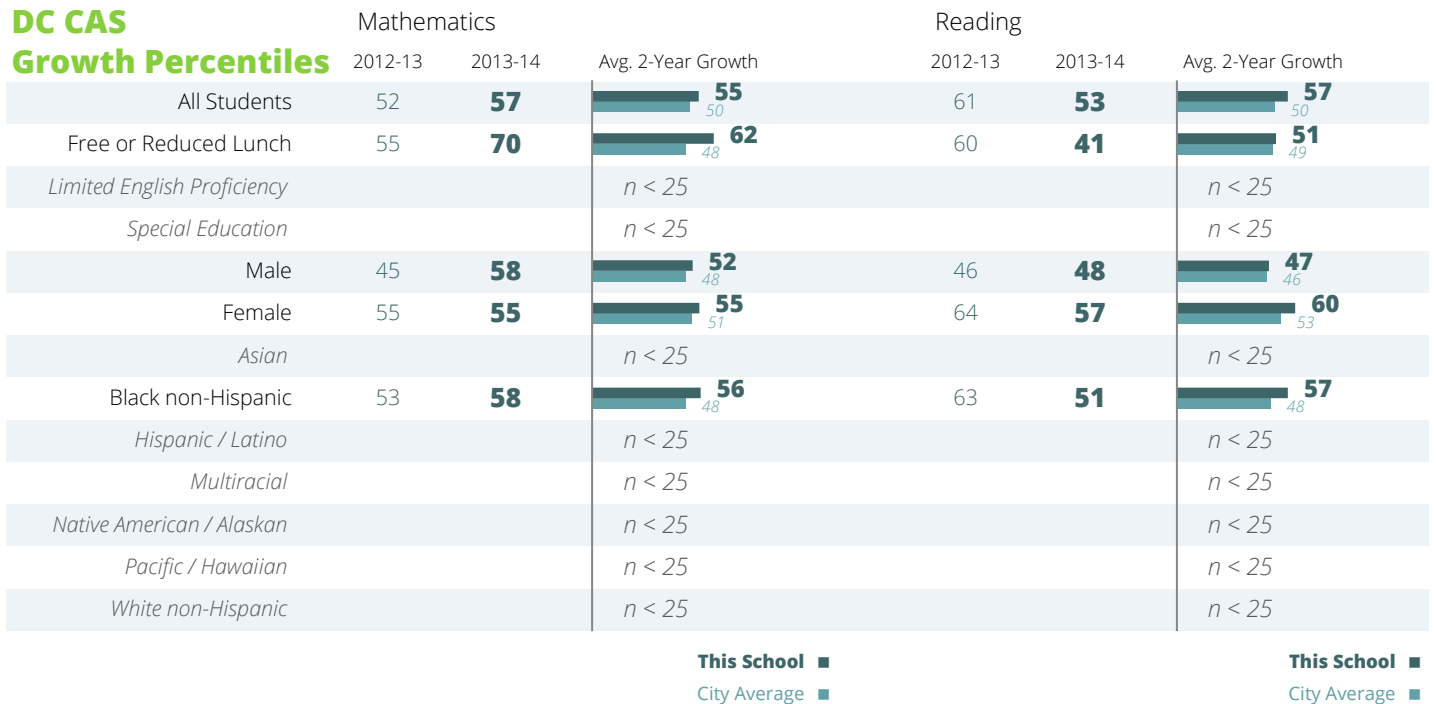 DC CAS Mathematics Reading
Growth Percentiles 2012-13 2013-14 Avg. 2-Year Growth 2012-13 2013-14 Avg. 2-Year Growth
All Students 52 57 55 50 61 53 57 50
Free or Reduced Lunch 55 70 62 48 60 41 51 49
Limited English Proficiency n < 25 n < 25
Special Education n < 25 n < 25
Male 45 58 52 48 46 48 47 46
Female 55 55 55 51 64 57 60 53
Asian n < 25 n < 25
Black non-Hispanic 53 58 56 48 63 51 57 48
Hispanic / Latino n < 25 n < 25
Multiracial n < 25 n < 25
Native American / Alaskan n < 25 n < 25
Pacific / Hawaiian n < 25 n < 25
White non-Hispanic n < 25 n < 25
This School This School
City Average City Average